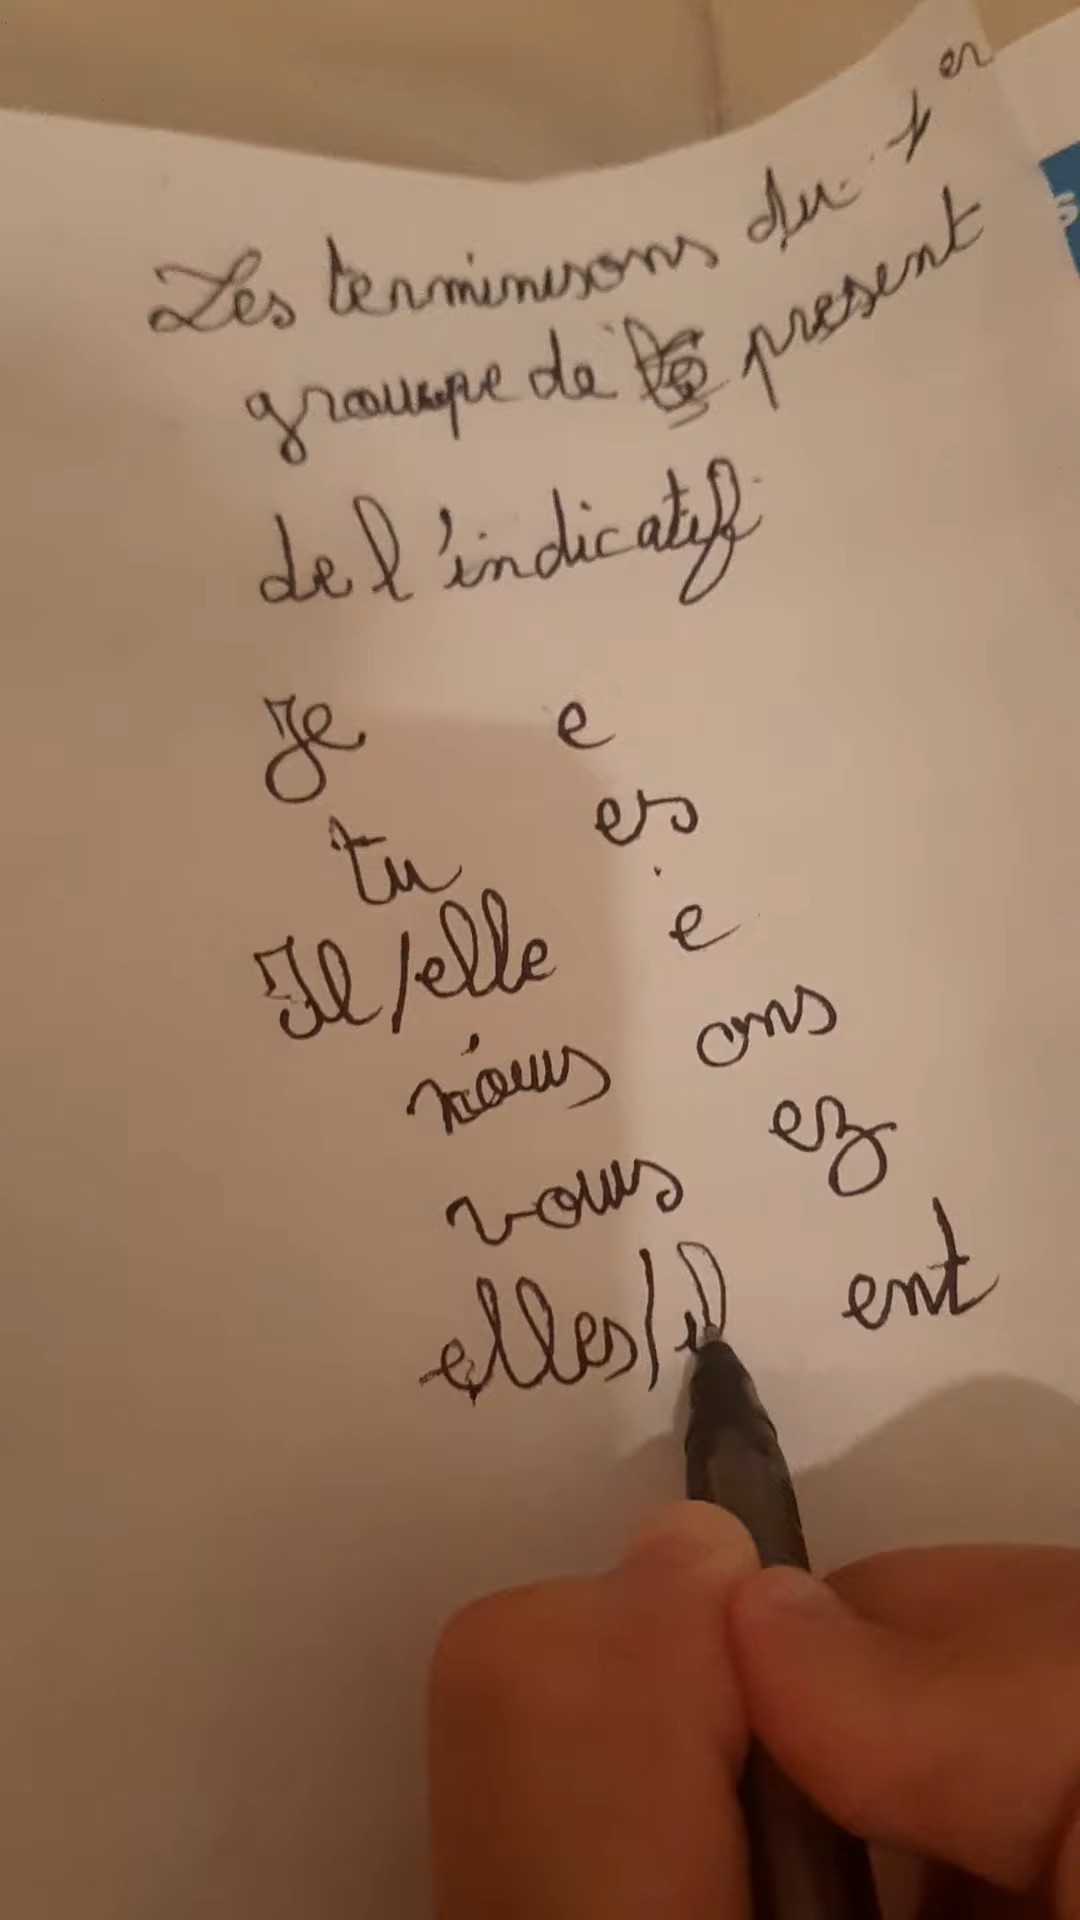 Les terminisons du 1er
groupe de present
de l'indicatif
Je e
tu es
Il/elle e
nous ons
vous ez
elles/il ent